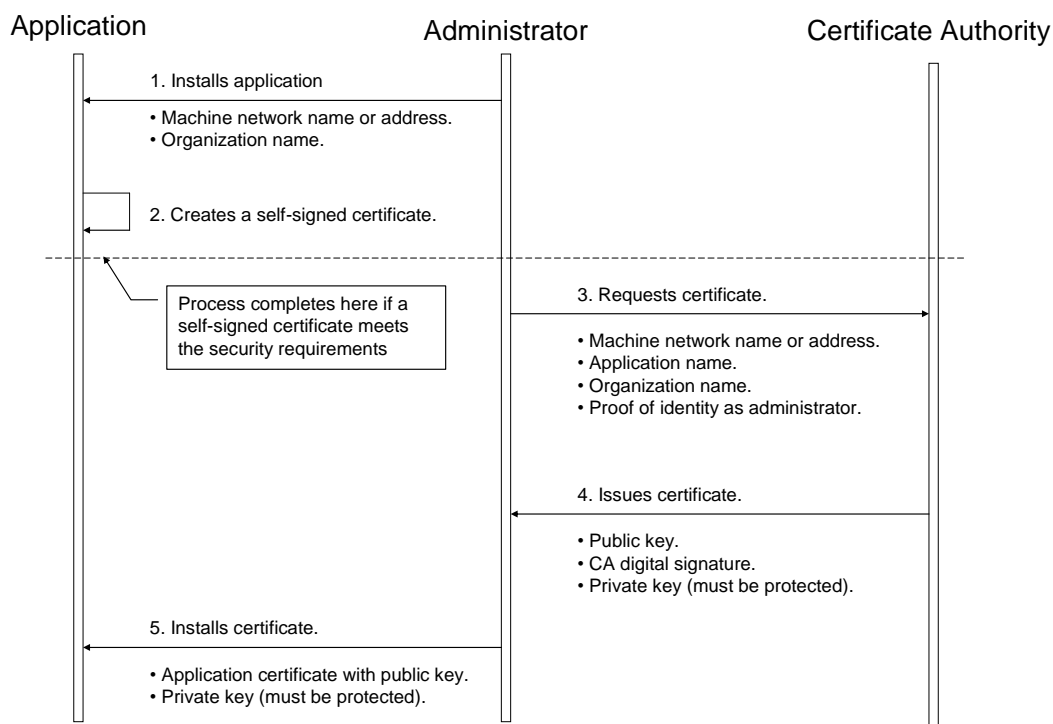 Application
Administrator
Certificate Authority
1. Installs application
• Machine network name or address.
• Organization name.
2. Creates a self-signed certificate.
Process completes here if a
self-signed certificate meets
the security requirements
3. Requests certificate.
• Machine network name or address.
• Application name.
• Organization name.
• Proof of identity as administrator.
4. Issues certificate.
• Public key.
• CA digital signature.
• Private key (must be protected).
5. Installs certificate.
• Application certificate with public key.
• Private key (must be protected).